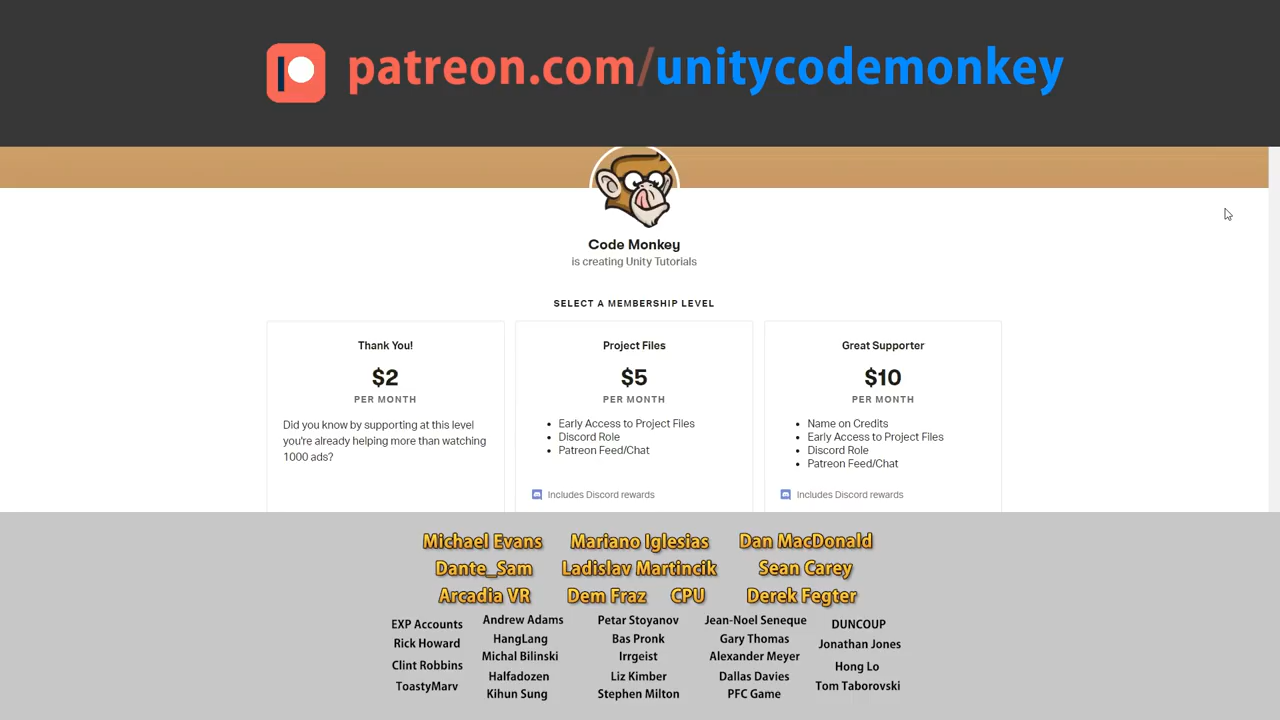 patreon.com/unitycodemonkey
Code Monkey
is creating Unity Tutorials
SELECT A MEMBERSHIP LEVEL
Thank You!
$2
PER MONTH
Did you know by supporting at this level
you're already helping more than watching
1000 ads?
Project Files
$5
PER MONTH
• Early Access to Project Files
• Discord Role
• Patreon Feed/Chat
Includes Discord rewards
Great Supporter
$10
PER MONTH
• Name on Credits
• Early Access to Project Files
• Discord Role
• Patreon Feed/Chat
Includes Discord rewards
Michael Evans Mariano Iglesias Dan MacDonald
Dante_Sam Ladislav Martincik Sean Carey
Arcadia VR Dem Fraz CPU Derek Fegter
EXP Accounts Andrew Adams Petar Stoyanov Jean-Noel Seneque DUNCOUP
Rick Howard HangLang Bas Pronk Gary Thomas Jonathan Jones
Clint Robbins Michal Bilinski Irrgeist Alexander Meyer Hong Lo
ToastyMarv Halfadozen Liz Kimber Dallas Davies Tom Taborovski
Kihun Sung Stephen Milton PFC Game